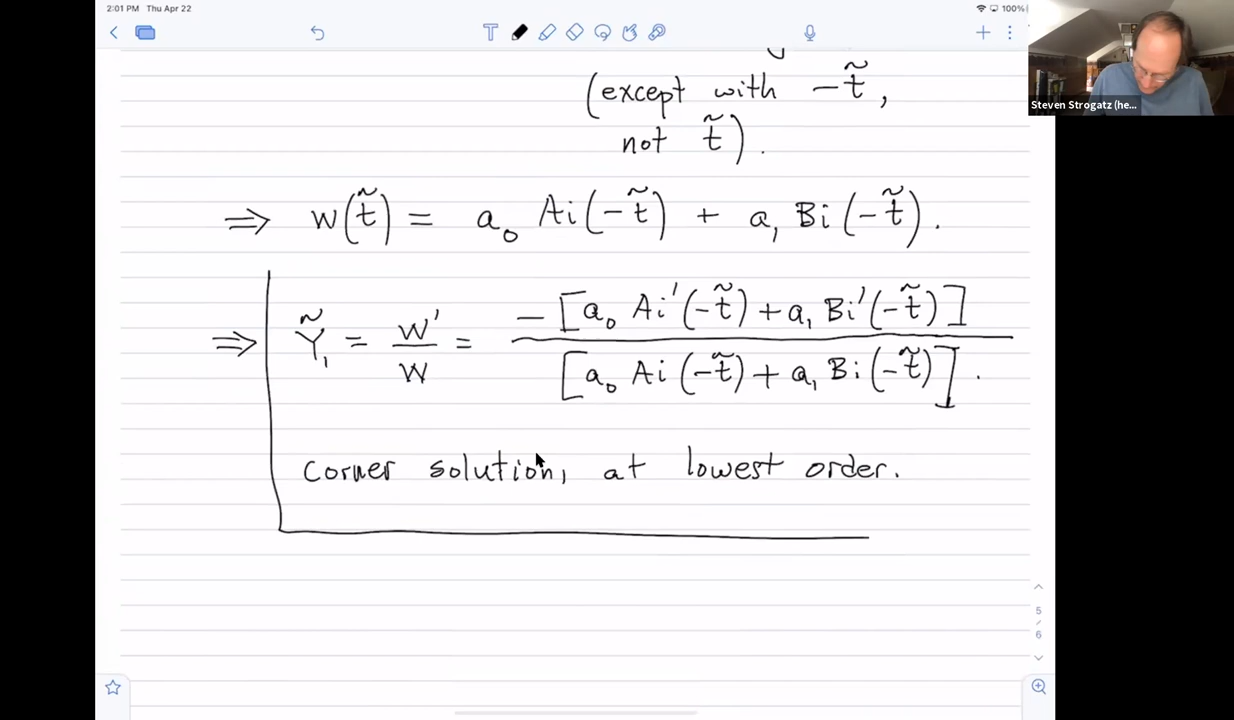 2:01 PM Thu Apr 22
100%
Steven Strogatz (he...
(except with −t̃,
not t̃).
⇒ w(t̃) = a₀ Ai(−t̃) + a₁ Bi(−t̃).
⇒ Ỹ₁ = w'/w = −[a₀ Ai'(−t̃) + a₁ Bi'(−t̃)] / [a₀ Ai(−t̃) + a₁ Bi(−t̃)].
corner solution, at lowest order.
5
/
6